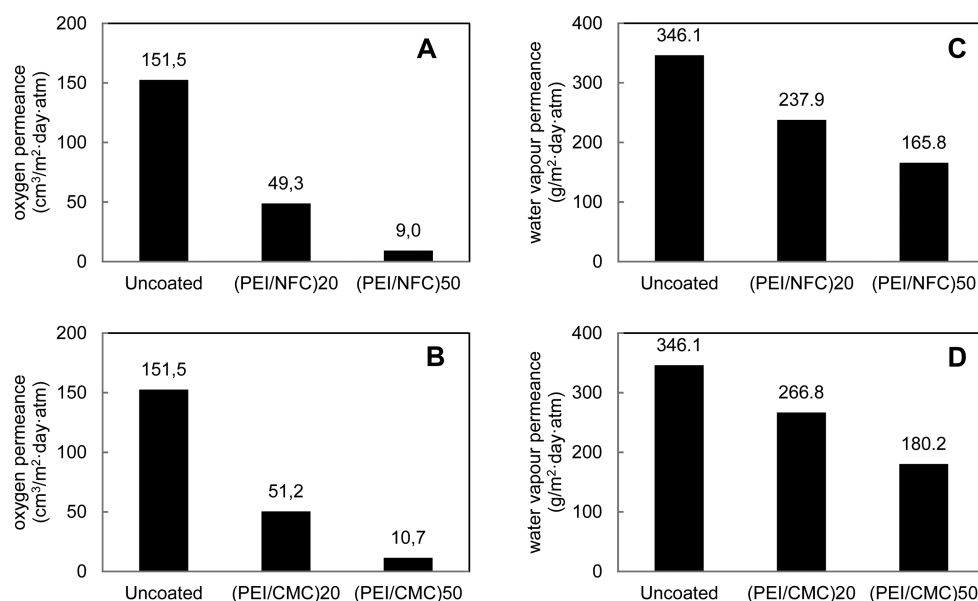 A
oxygen permeance
(cm³/m²·day·atm)
200
150
100
50
0
151,5
49,3
9,0
Uncoated (PEI/NFC)20 (PEI/NFC)50
C
water vapour permeance
(g/m²·day·atm)
400
300
200
100
0
346.1
237.9
165.8
Uncoated (PEI/NFC)20 (PEI/NFC)50
B
oxygen permeance
(cm³/m²·day·atm)
200
150
100
50
0
151,5
51,2
10,7
Uncoated (PEI/CMC)20 (PEI/CMC)50
D
water vapour permeance
(g/m²·day·atm)
400
300
200
100
0
346.1
266.8
180.2
Uncoated (PEI/CMC)20 (PEI/CMC)50